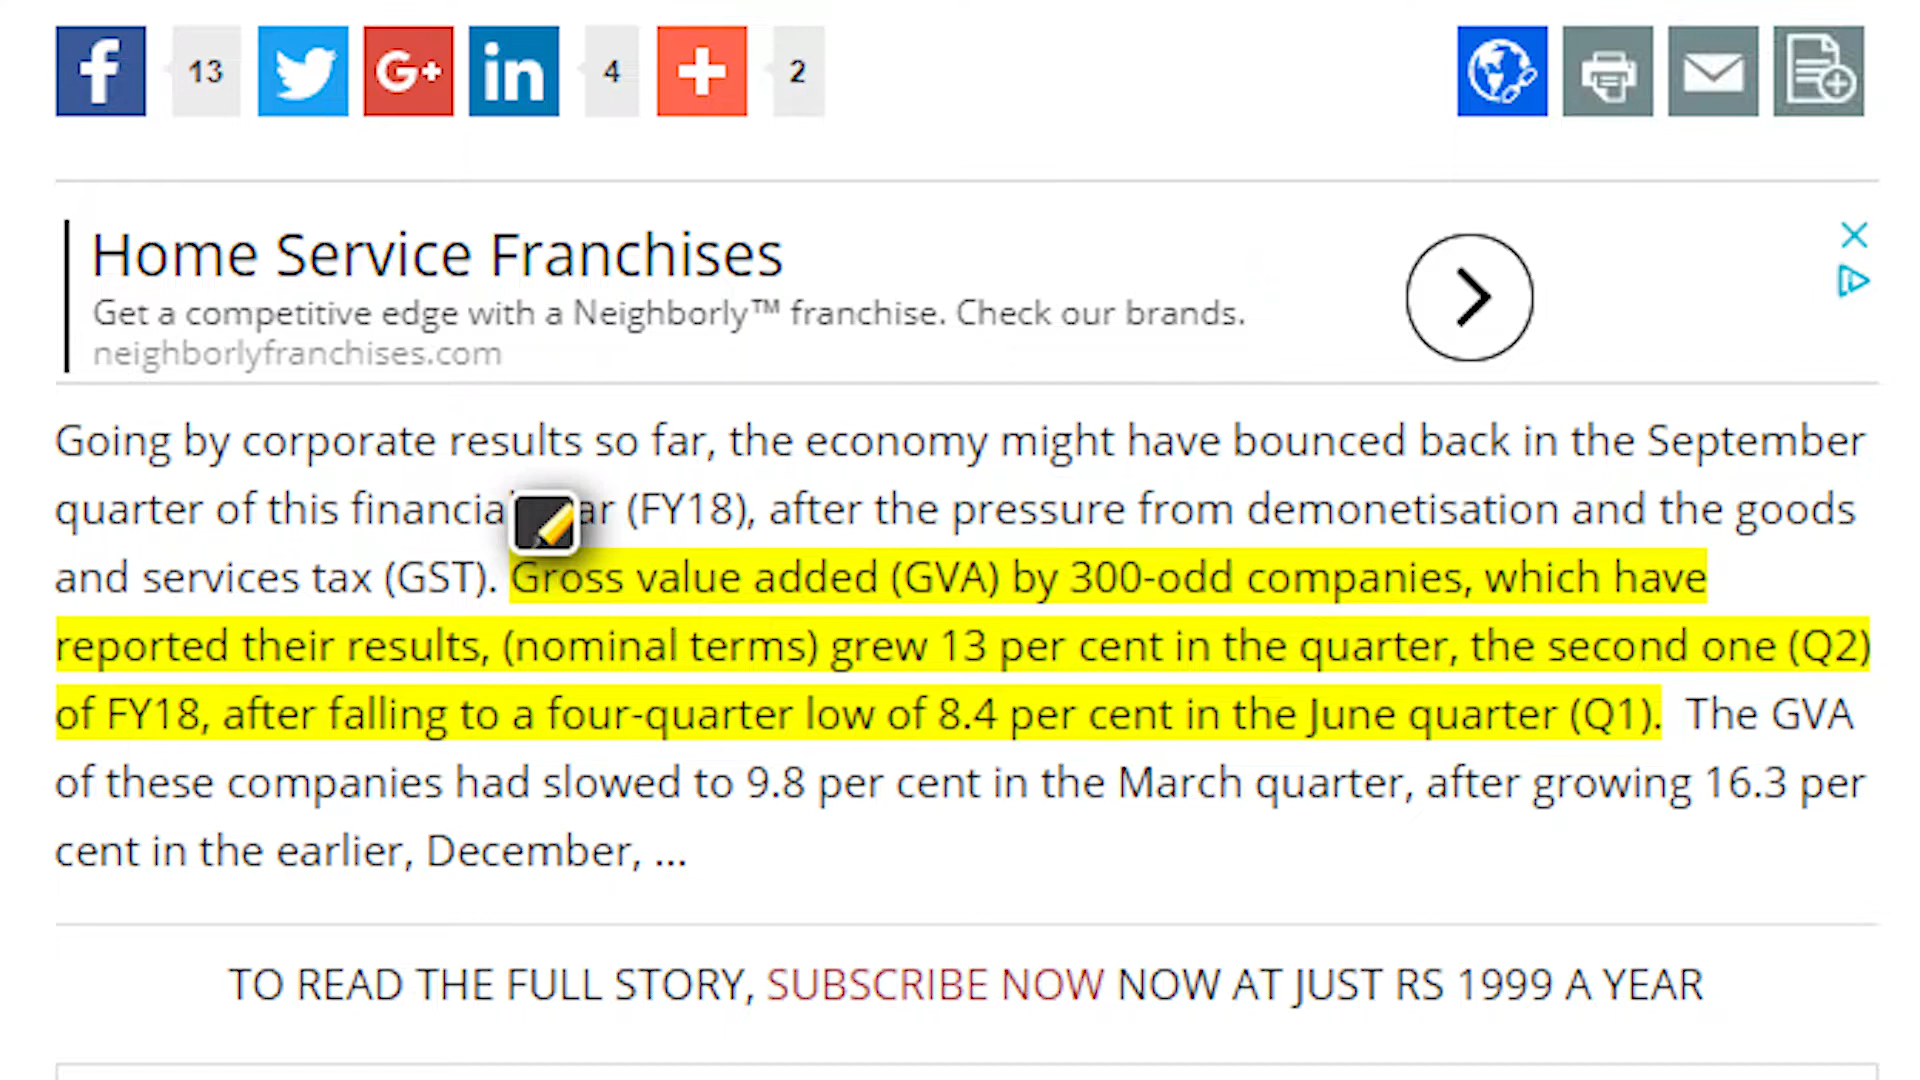 f 13 G+ in 4 + 2
Home Service Franchises
Get a competitive edge with a Neighborly™ franchise. Check our brands.
neighborlyfranchises.com
Going by corporate results so far, the economy might have bounced back in the September
quarter of this financia ar (FY18), after the pressure from demonetisation and the goods
and services tax (GST). Gross value added (GVA) by 300-odd companies, which have
reported their results, (nominal terms) grew 13 per cent in the quarter, the second one (Q2)
of FY18, after falling to a four-quarter low of 8.4 per cent in the June quarter (Q1). The GVA
of these companies had slowed to 9.8 per cent in the March quarter, after growing 16.3 per
cent in the earlier, December, ...
TO READ THE FULL STORY, SUBSCRIBE NOW NOW AT JUST RS 1999 A YEAR